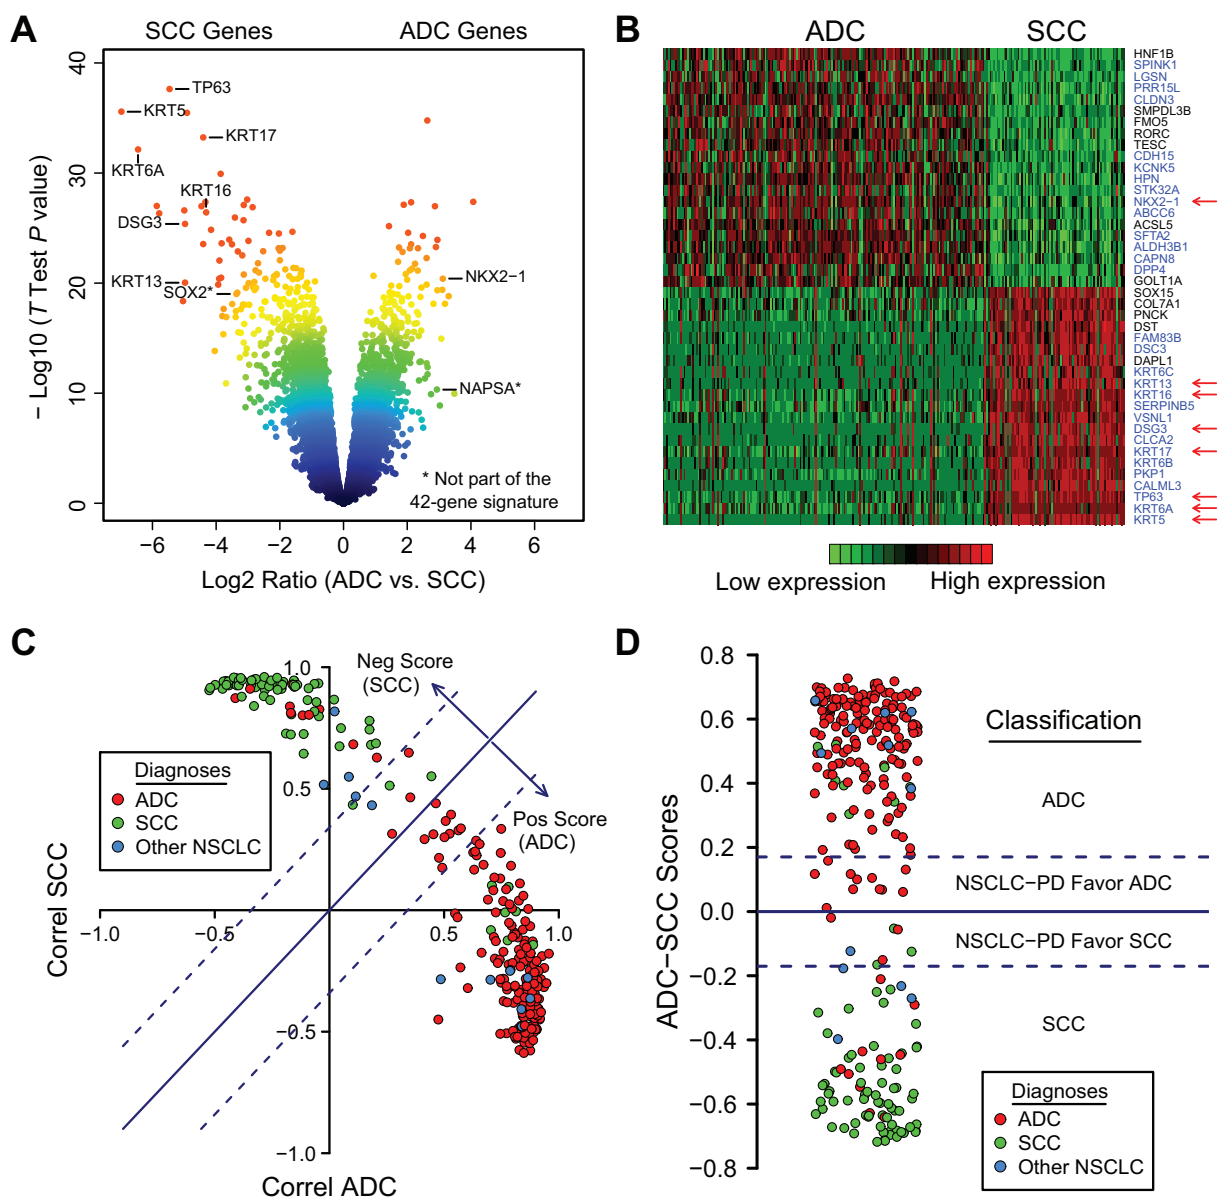 A
SCC Genes
ADC Genes
40
30
20
10
0
− Log10 (T Test P value)
TP63
KRT5
KRT17
KRT6A
KRT16
DSG3
KRT13
SOX2*
NKX2−1
NAPSA*
* Not part of the
42-gene signature
−6
−4
−2
0
2
4
6
Log2 Ratio (ADC vs. SCC)
B
ADC
SCC
HNF1B
SPINK1
LGSN
PRR15L
CLDN3
SMPDL3B
FMO5
RORC
TESC
CDH15
KCNK5
HPN
STK32A
NKX2−1
ABCC6
ACSL5
SFTA2
ALDH3B1
CAPN8
DPP4
GOLT1A
SOX15
COL7A1
PNCK
DST
FAM83B
DSC3
DAPL1
KRT6C
KRT13
KRT16
SERPINB5
VSNL1
DSG3
CLCA2
KRT17
KRT6B
PKP1
CALML3
TP63
KRT6A
KRT5
Low expression
High expression
C
1.0
Neg Score
(SCC)
Diagnoses
ADC
SCC
Other NSCLC
0.5
Pos Score
(ADC)
Correl SCC
−1.0
−0.5
0.5
1.0
−0.5
−1.0
Correl ADC
D
0.8
0.6
0.4
0.2
0.0
−0.2
−0.4
−0.6
−0.8
ADC−SCC Scores
Classification
ADC
NSCLC−PD Favor ADC
NSCLC−PD Favor SCC
SCC
Diagnoses
ADC
SCC
Other NSCLC